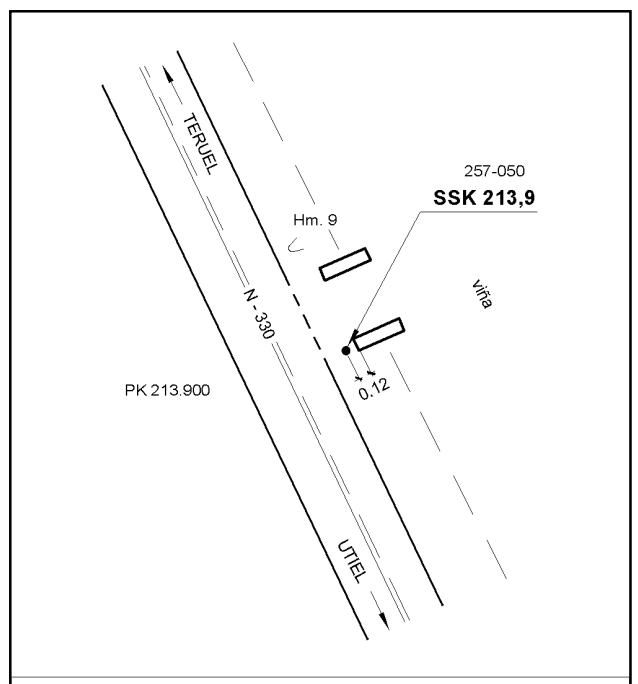 TERUEL
257-050
SSK 213,9
Hm. 9
viña
N - 330
PK 213.900
0.12
UTIEL